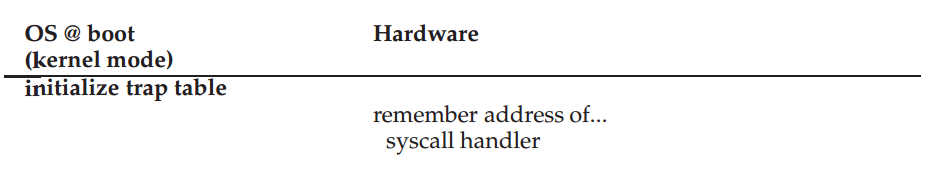 OS @ boot
Hardware
(kernel mode)
initialize trap table
remember address of...
syscall handler